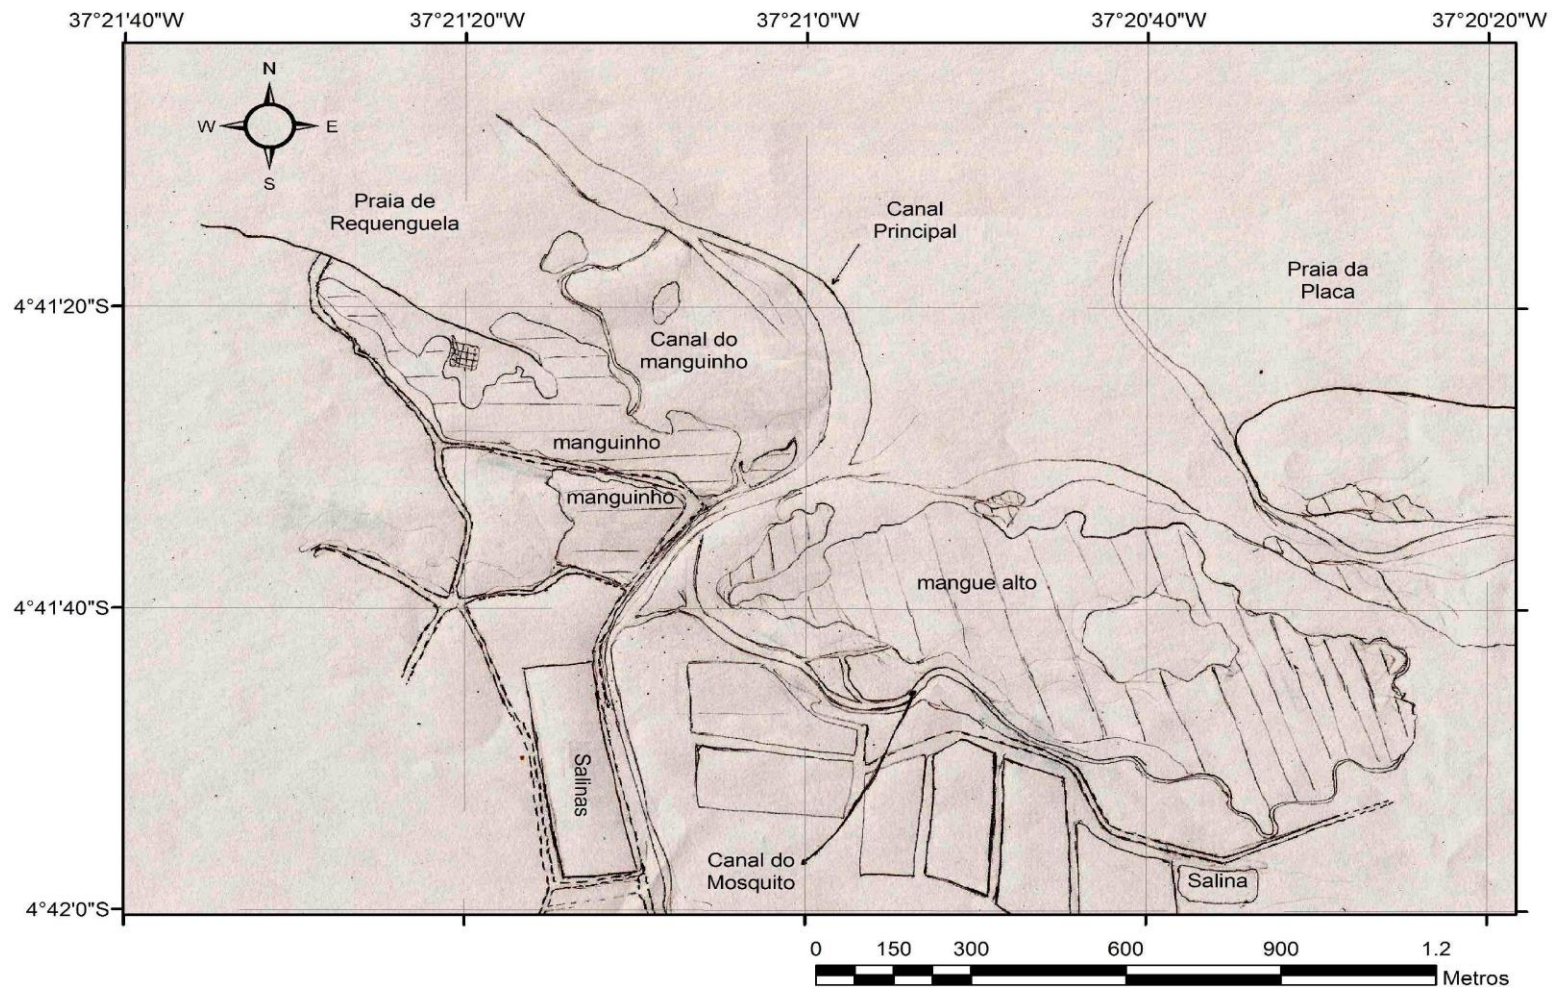 37°21'40"W
37°21'20"W
37°21'0"W
37°20'40"W
37°20'20"W
N
W
E
S
Praia de
Requenguela
Canal
Principal
Praia da
Placa
4°41'20"S
Canal do
manguinho
manguinho
manguinho
mangue alto
4°41'40"S
Salinas
Canal do
Mosquito
Salina
4°42'0"S
0
150
300
600
900
1.2
Metros